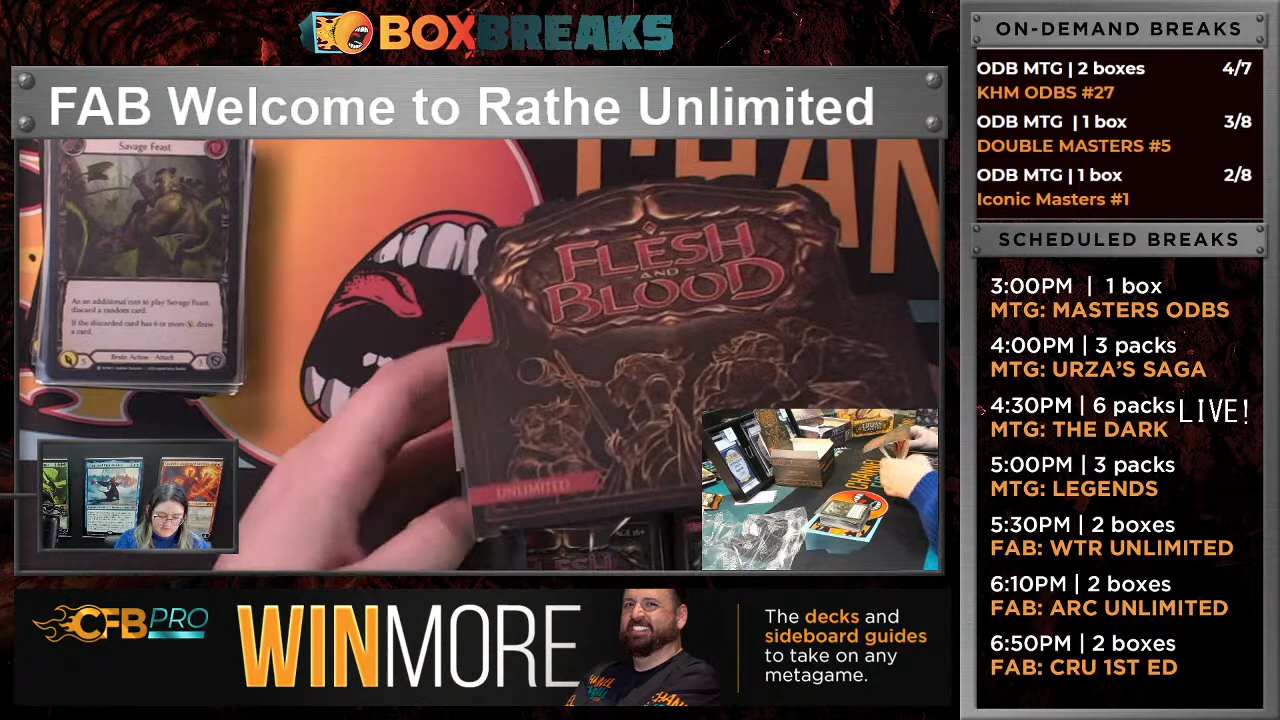 BOXBREAKS
FAB Welcome to Rathe Unlimited
Savage Feast
As an additional cost to play Savage Feast,
discard a random card.
If the discarded card has 6 or more , draw
a card.
Brute Action - Attack
FLESH
AND
BLOOD
UNLIMITED
CFB PRO
WINMORE
The decks and
sideboard guides
to take on any
metagame.
ON-DEMAND BREAKS
ODB MTG | 2 boxes 4/7
KHM ODBS #27
ODB MTG | 1 box 3/8
DOUBLE MASTERS #5
ODB MTG | 1 box 2/8
Iconic Masters #1
SCHEDULED BREAKS
3:00PM | 1 box
MTG: MASTERS ODBS
4:00PM | 3 packs
MTG: URZA'S SAGA
4:30PM | 6 packs LIVE!
MTG: THE DARK
5:00PM | 3 packs
MTG: LEGENDS
5:30PM | 2 boxes
FAB: WTR UNLIMITED
6:10PM | 2 boxes
FAB: ARC UNLIMITED
6:50PM | 2 boxes
FAB: CRU 1ST ED